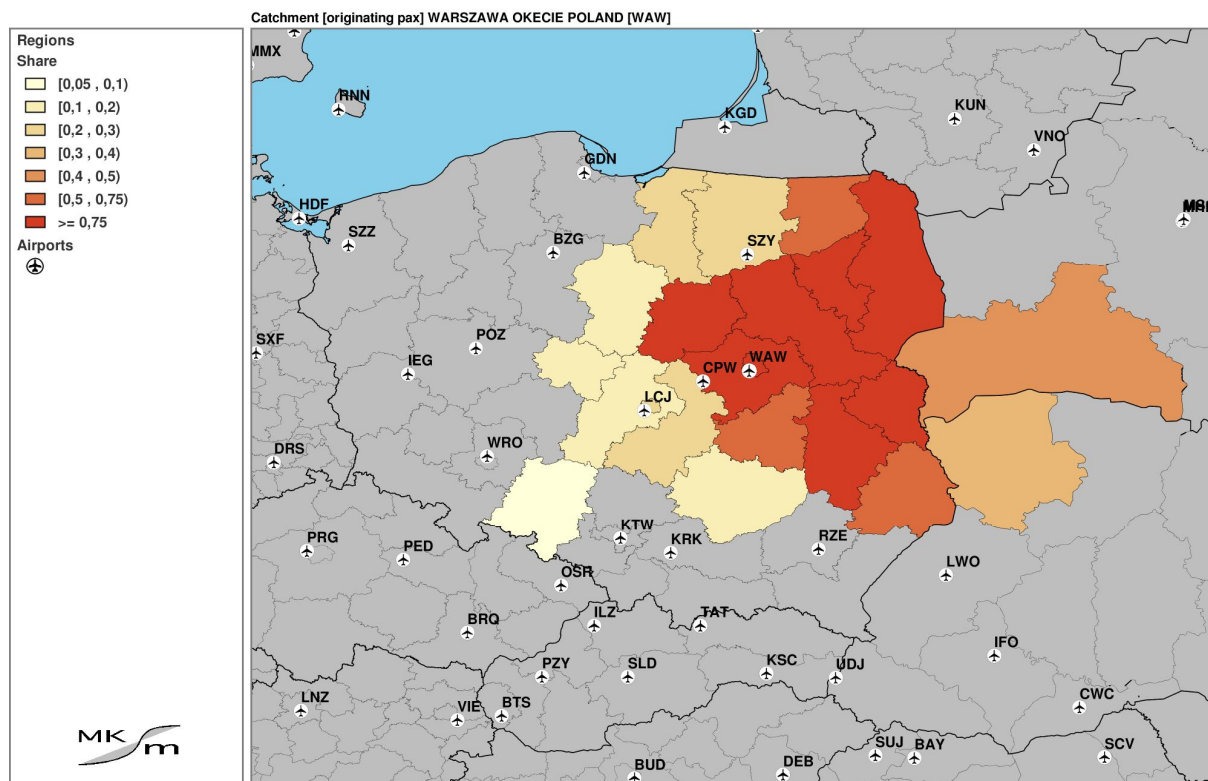 Catchment [originating pax] WARSZAWA OKECIE POLAND [WAW]
Regions
Share
[0,05 , 0,1)
[0,1 , 0,2)
[0,2 , 0,3)
[0,3 , 0,4)
[0,4 , 0,5)
[0,5 , 0,75)
>= 0,75
Airports
MMX
RNN
KGD
KUN
VNO
GDN
HDF
SZZ
BZG
SZY
SXF
POZ
IEG
CPW
WAW
LCJ
DRS
WRO
PRG
PED
KTW
KRK
RZE
LWO
OSR
BRQ
ILZ
TAT
IFO
PZY
SLD
KSC
UDJ
LNZ
VIE
BTS
CWC
BUD
DEB
SUJ
BAY
SCV
MK
m